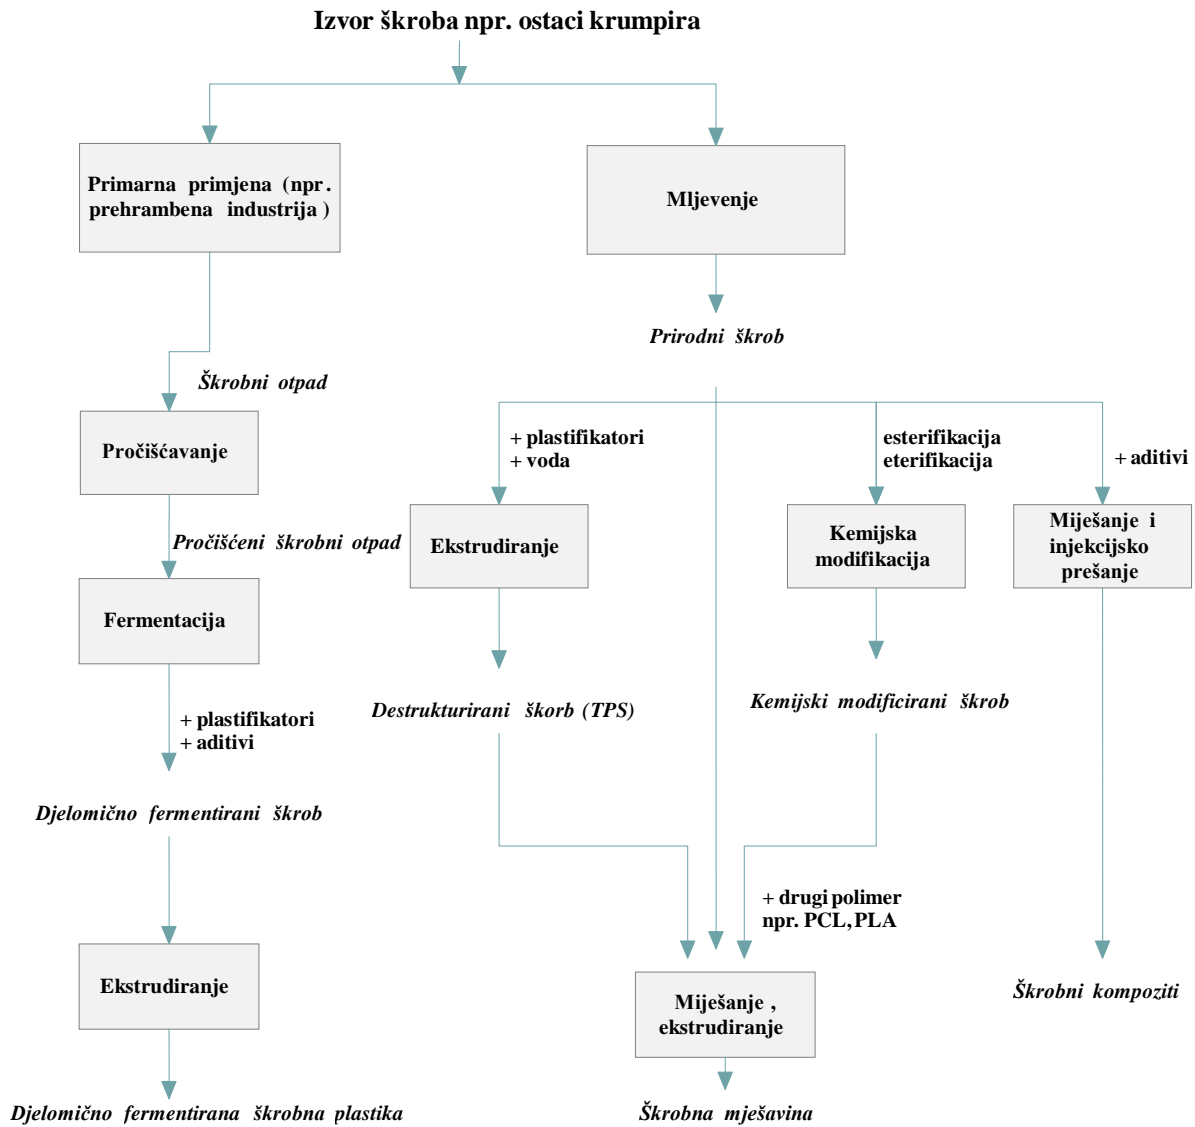 Izvor škroba npr. ostaci krumpira
Primarna primjena (npr.
prehrambena industrija )
Mljevenje
Prirodni škrob
Škrobni otpad
Pročišćavanje
+ plastifikatori
+ voda
esterifikacija
eterifikacija
+ aditivi
Pročišćeni škrobni otpad
Ekstrudiranje
Kemijska
modifikacija
Miješanje i
injekcijsko
prešanje
Fermentacija
+ plastifikatori
+ aditivi
Destrukturirani škorb (TPS)
Kemijski modificirani škrob
Djelomično fermentirani škrob
+ drugi polimer
npr. PCL, PLA
Ekstrudiranje
Miješanje ,
ekstrudiranje
Škrobni kompoziti
Djelomično fermentirana škrobna plastika
Škrobna mješavina